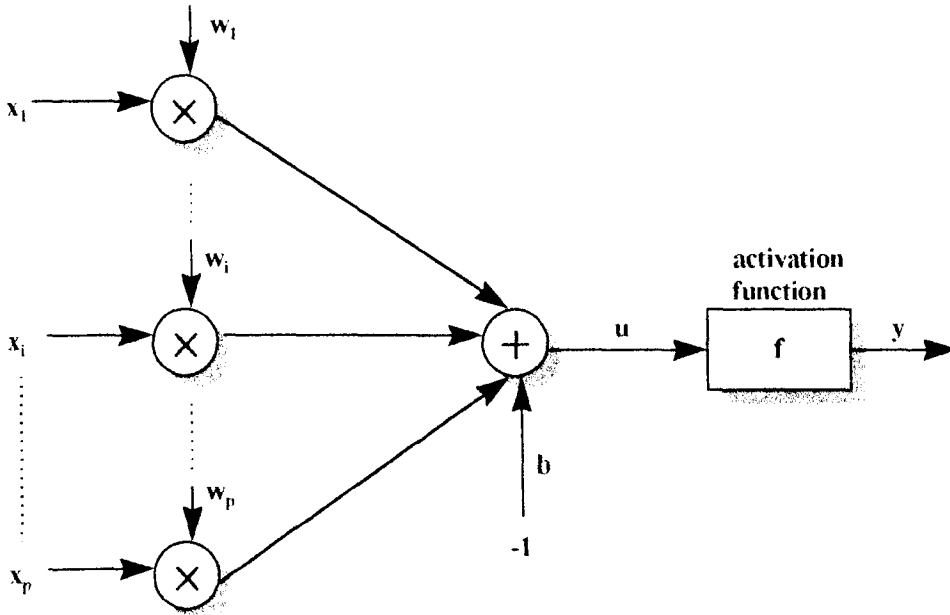 w₁
x₁
×
wᵢ
activation
function
xᵢ
×
+
u
f
y
b
wₚ
-1
xₚ
×